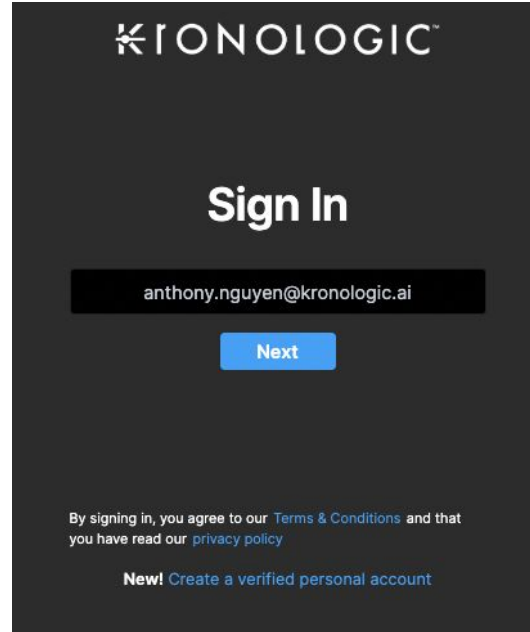 KRONOLOGIC™
Sign In
anthony.nguyen@kronologic.ai
Next
By signing in, you agree to our Terms & Conditions and that
you have read our privacy policy
New! Create a verified personal account